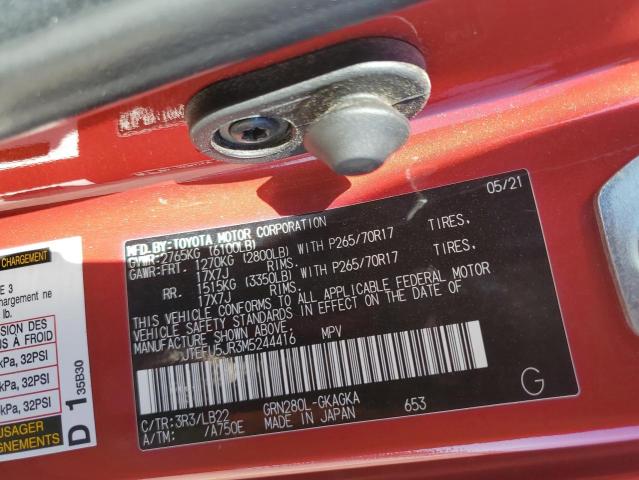 05/21
MFD.BY:TOYOTA MOTOR CORPORATION
GVWR:2765KG (6100LB)
GAWR:FRT. 1270KG (2800LB) WITH P265/70R17 TIRES,
17X7J RIMS,
RR. 1515KG (3350LB) WITH P265/70R17 TIRES,
17X7J RIMS,
THIS VEHICLE CONFORMS TO ALL APPLICABLE FEDERAL MOTOR
VEHICLE SAFETY STANDARDS IN EFFECT ON THE DATE OF
MANUFACTURE SHOWN ABOVE.
JTEFU5JR3M5244416 MPV
C/TR: 3R3/LB22 GRN280L-GKAGKA
A/TM: /A750E MADE IN JAPAN 653
G
CHARGEMENT
E 3
chargement ne
lb.
SSION DES
US À FROID
kPa, 32PSI
kPa, 32PSI
kPa, 32PSI
USAGER
GNEMENTS
D 1 35B30